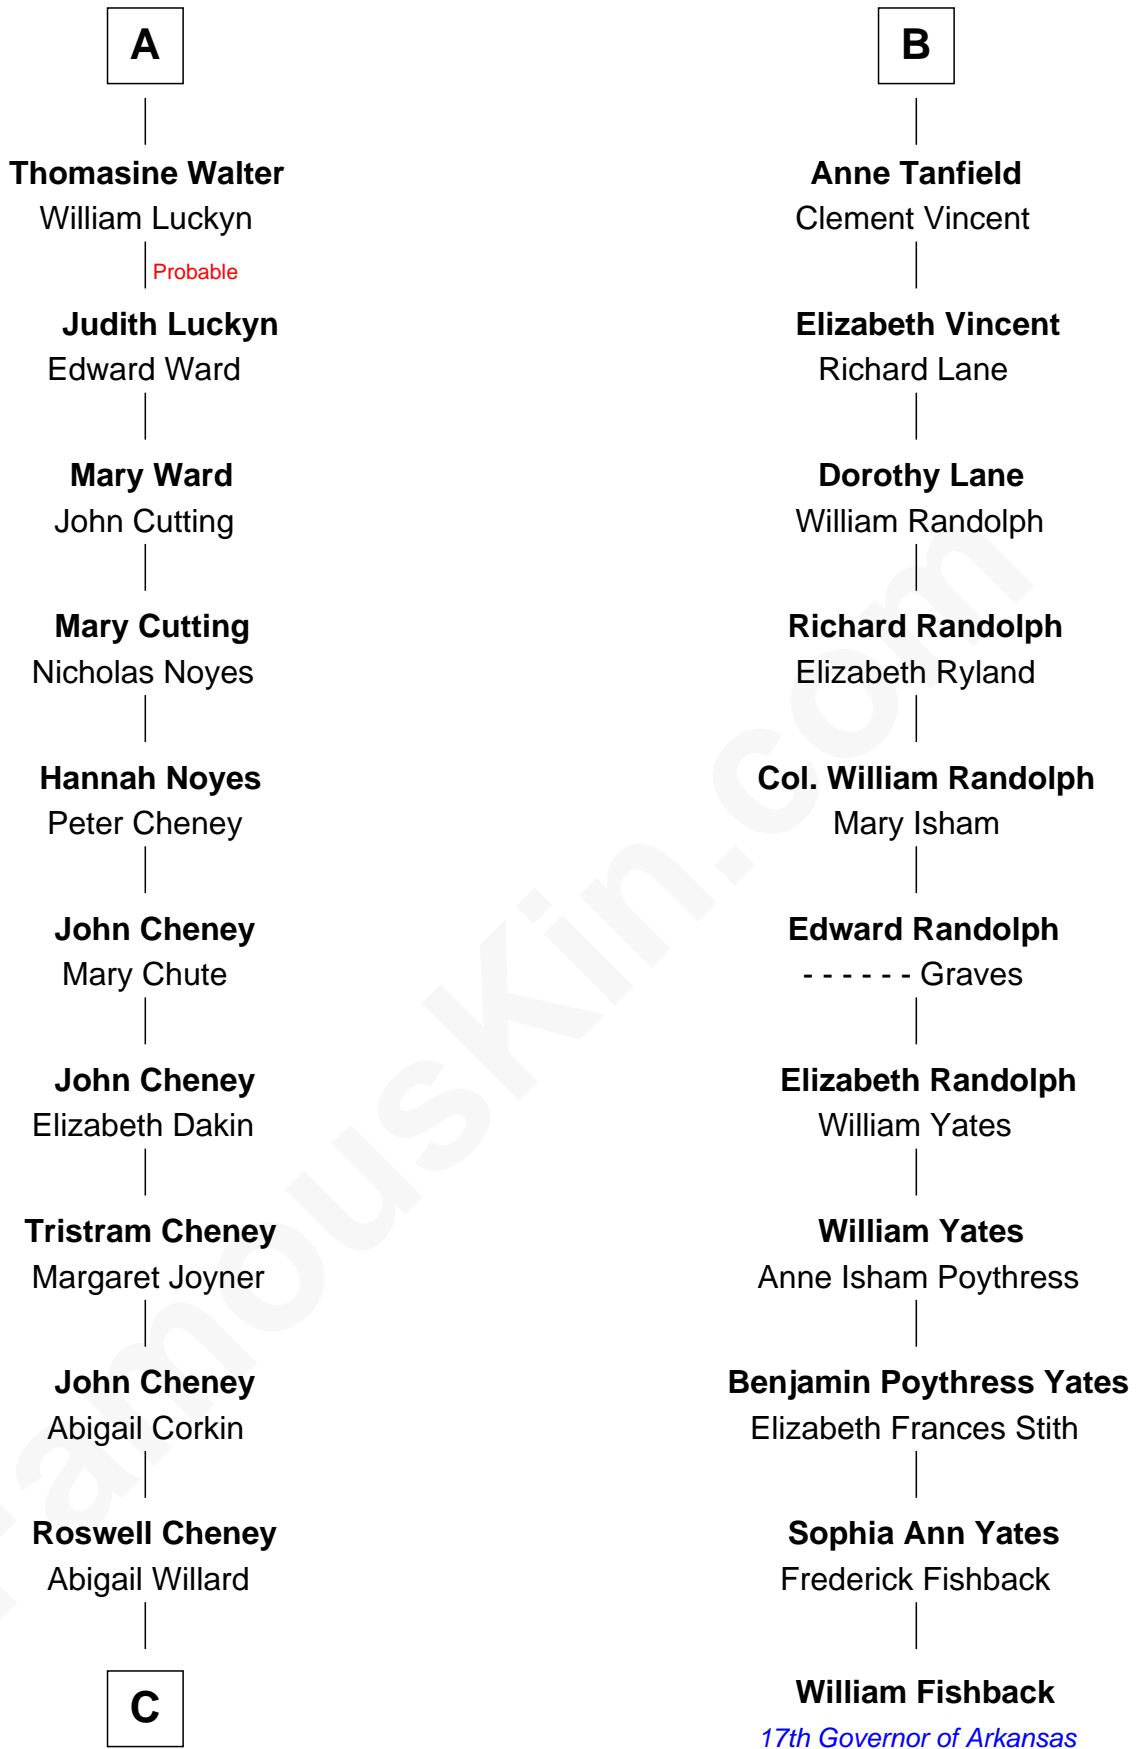 A
Thomasine Walter
William Luckyn
Probable
Judith Luckyn
Edward Ward
Mary Ward
John Cutting
Mary Cutting
Nicholas Noyes
Hannah Noyes
Peter Cheney
John Cheney
Mary Chute
John Cheney
Elizabeth Dakin
Tristram Cheney
Margaret Joyner
John Cheney
Abigail Corkin
Roswell Cheney
Abigail Willard
C
B
Anne Tanfield
Clement Vincent
Elizabeth Vincent
Richard Lane
Dorothy Lane
William Randolph
Richard Randolph
Elizabeth Ryland
Col. William Randolph
Mary Isham
Edward Randolph
- - - - - - Graves
Elizabeth Randolph
William Yates
William Yates
Anne Isham Poythress
Benjamin Poythress Yates
Elizabeth Frances Stith
Sophia Ann Yates
Frederick Fishback
William Fishback
17th Governor of Arkansas
FamousKin.com